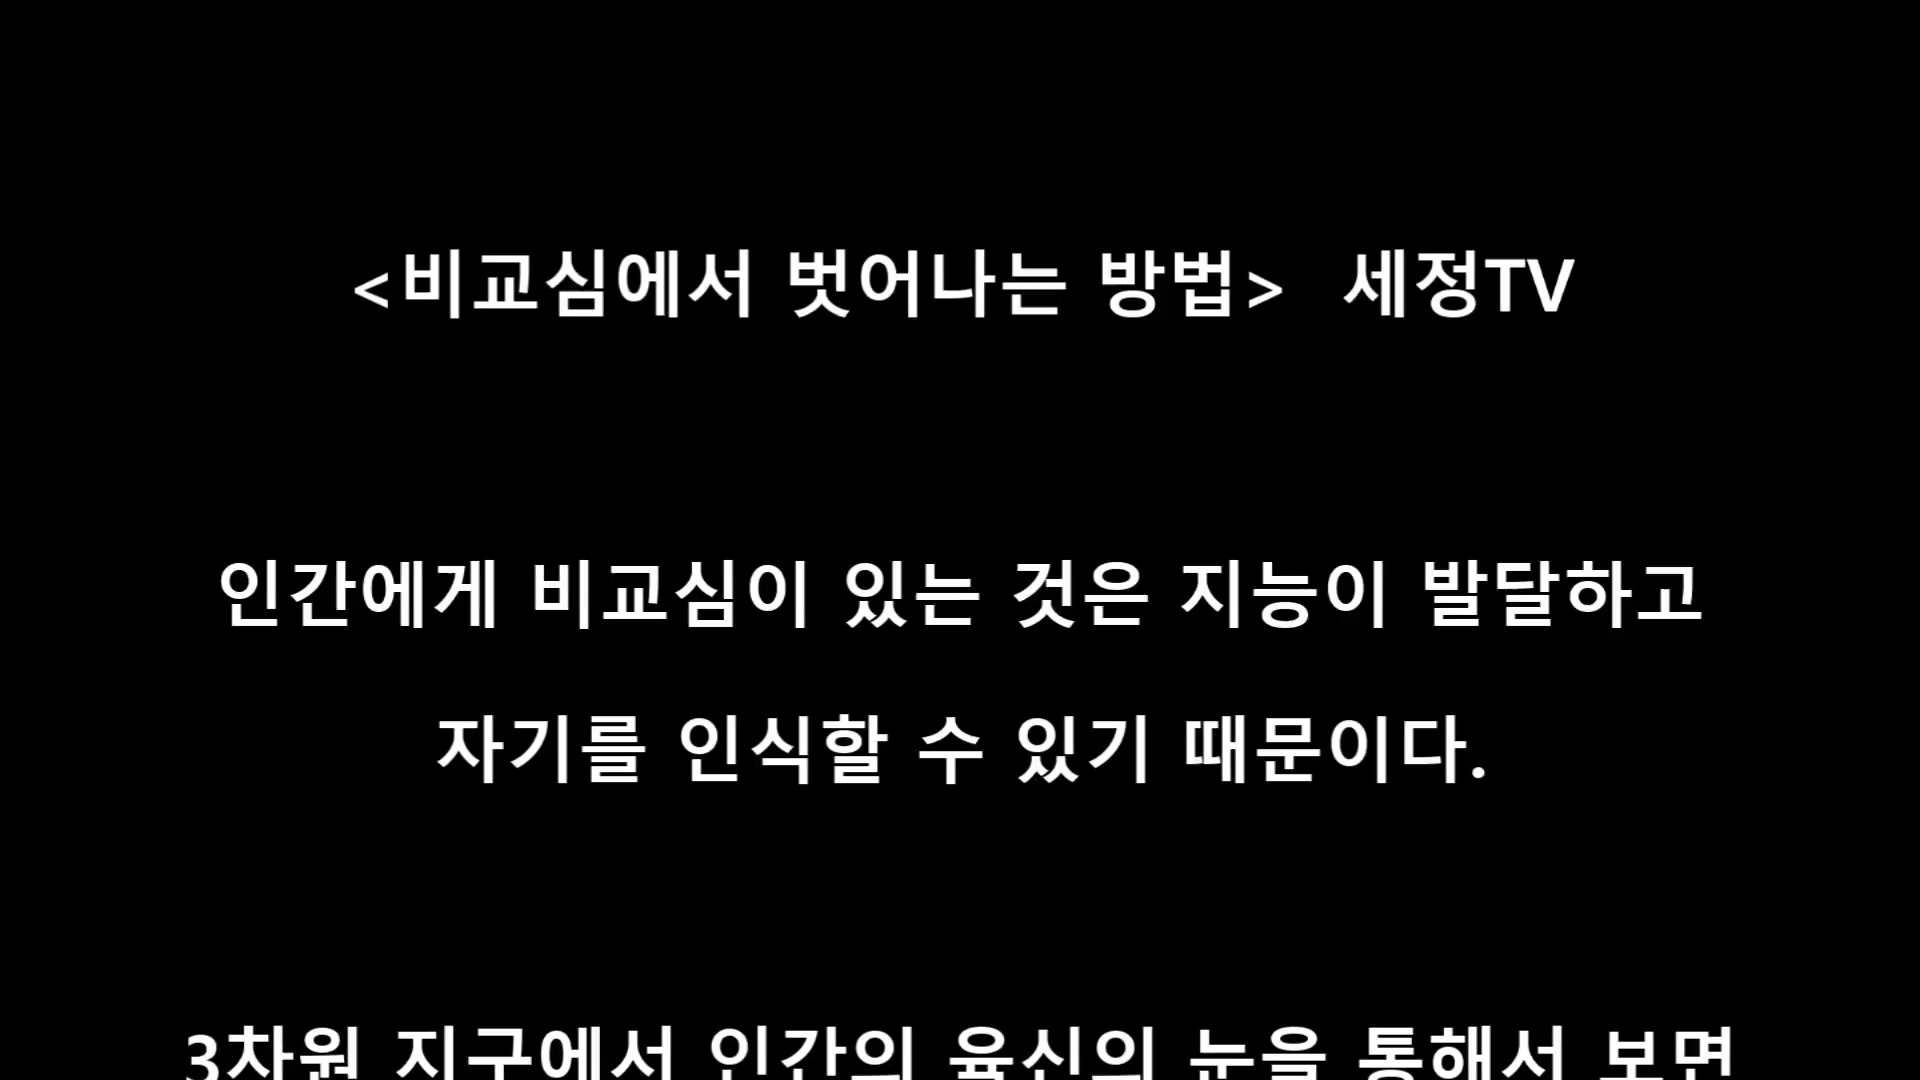 <비교심에서 벗어나는 방법> 세정TV
인간에게 비교심이 있는 것은 지능이 발달하고
자기를 인식할 수 있기 때문이다.
3차원 지구에서 인간의 육신의 눈을 통해서 보면